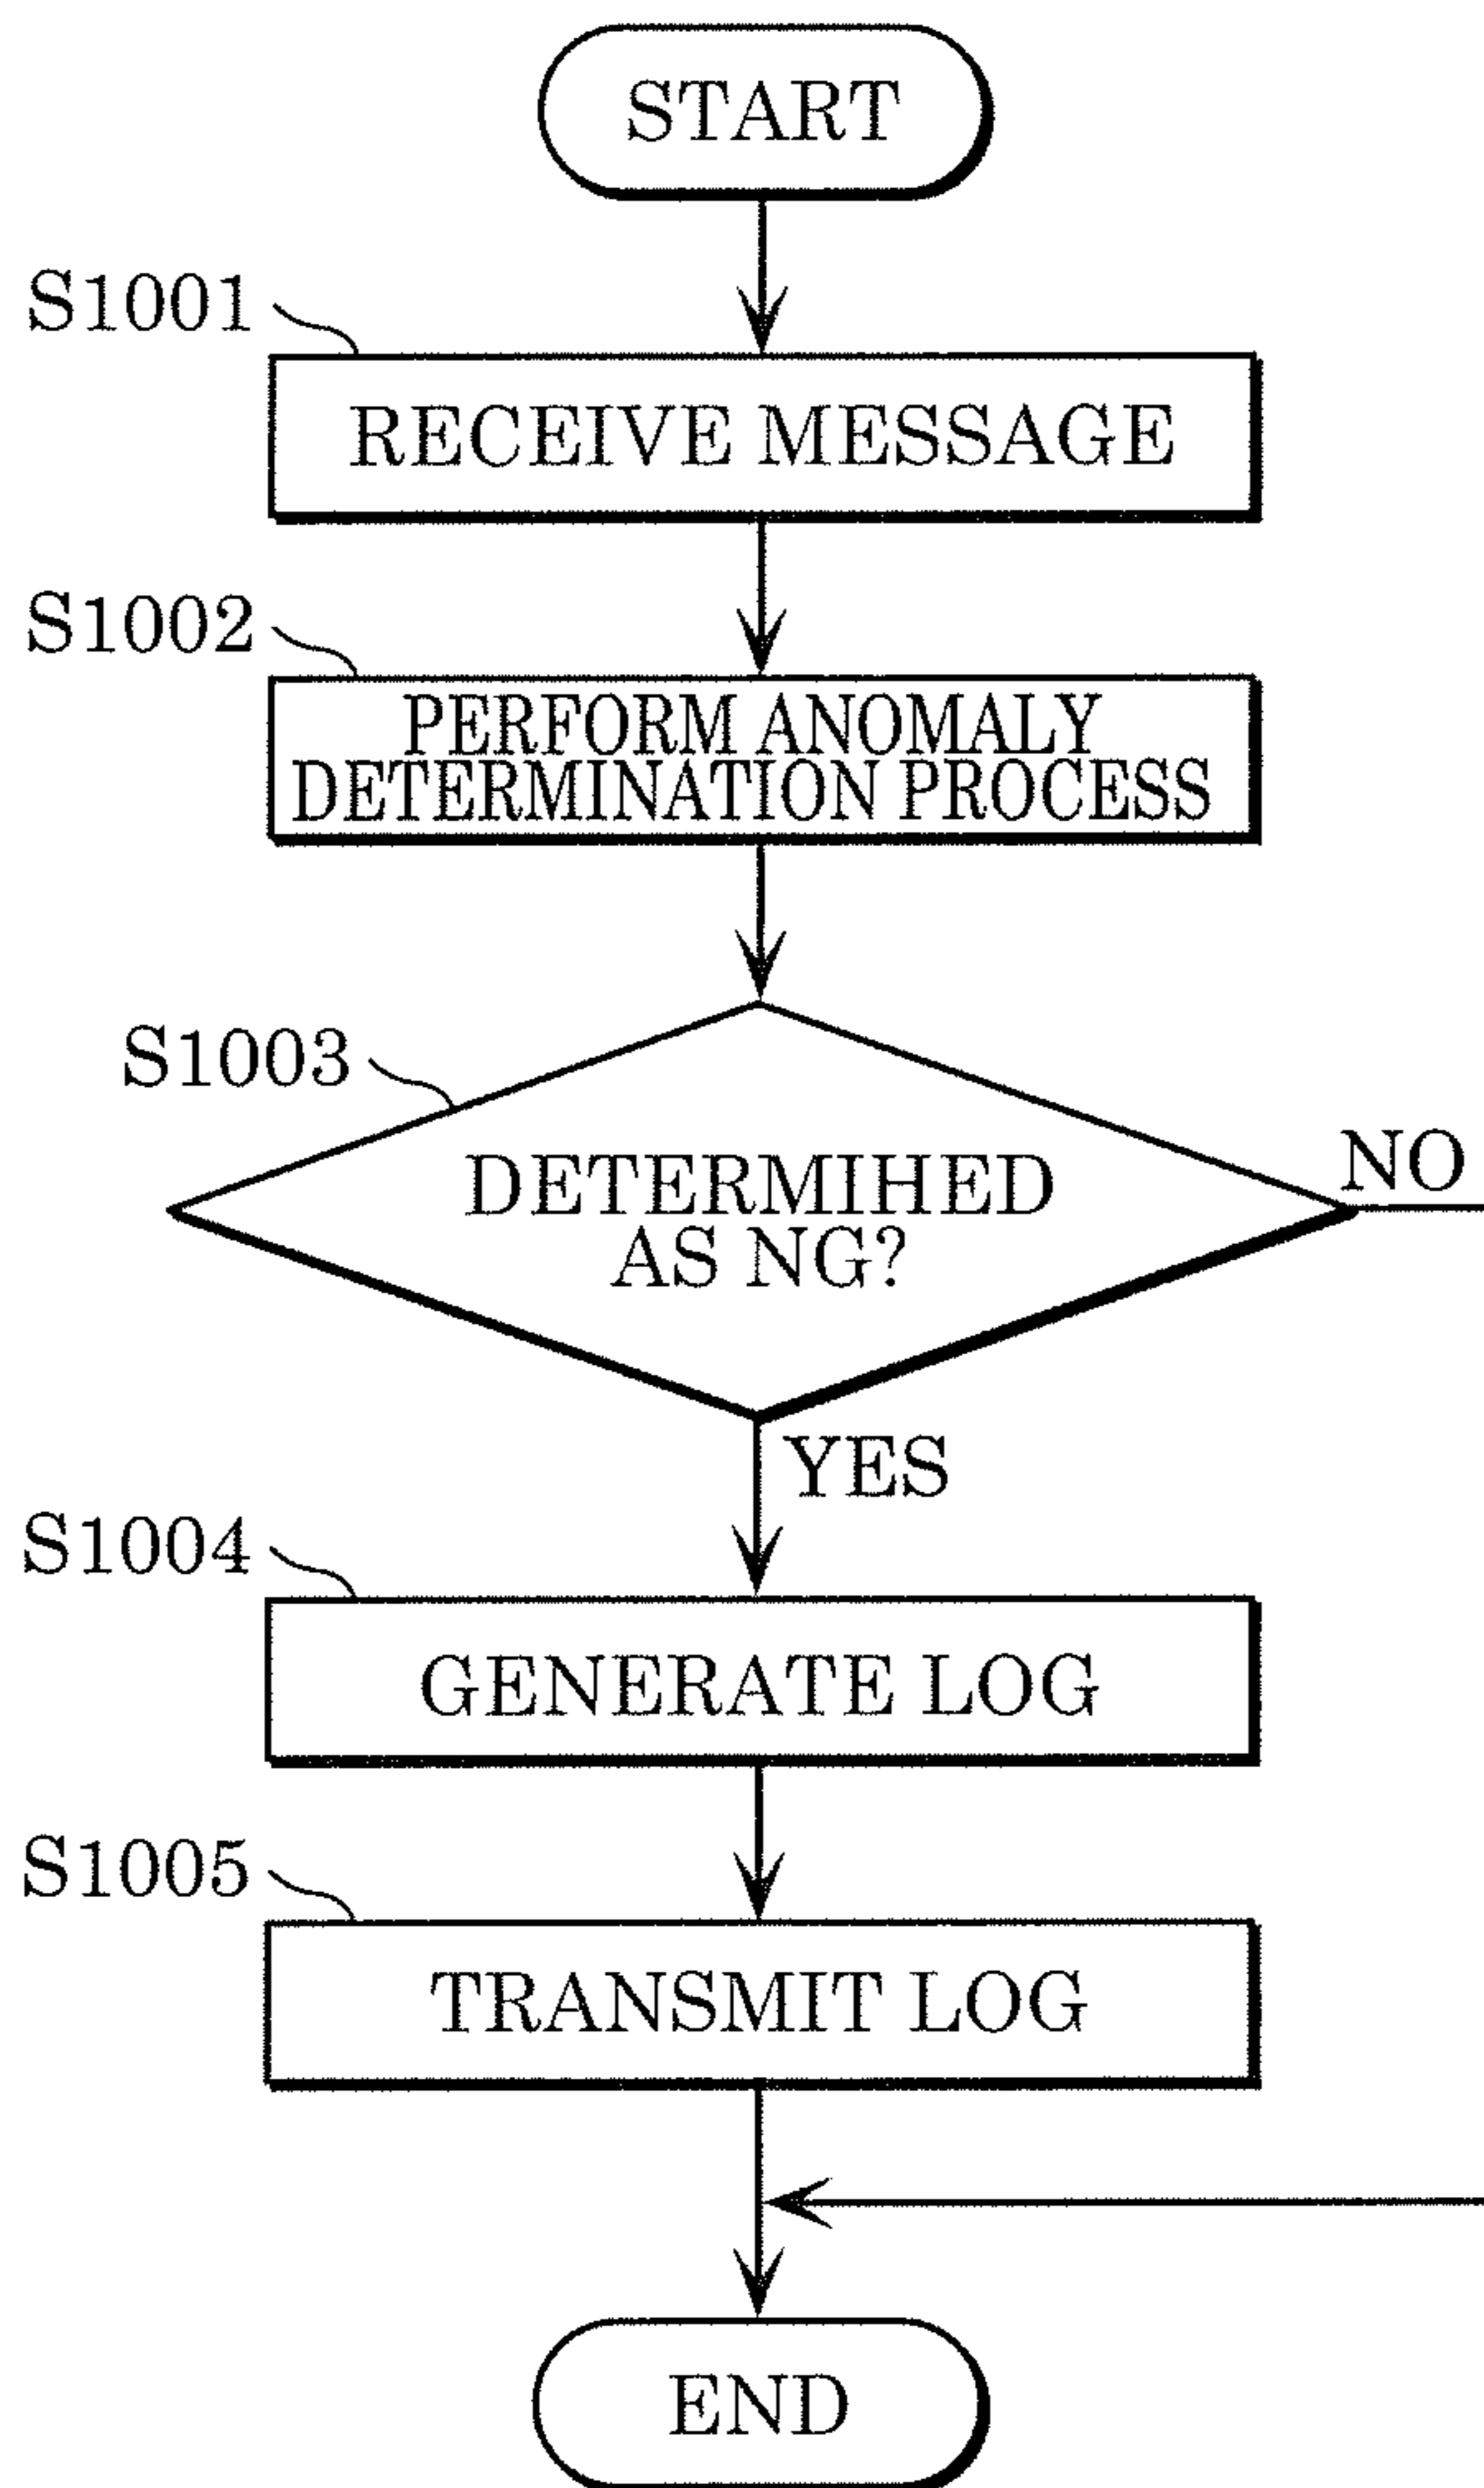 START
S1001
RECEIVE MESSAGE
S1002
PERFORM ANOMALY
DETERMINATION PROCESS
S1003
DETERMIHED
AS NG?
NO
YES
S1004
GENERATE LOG
S1005
TRANSMIT LOG
END